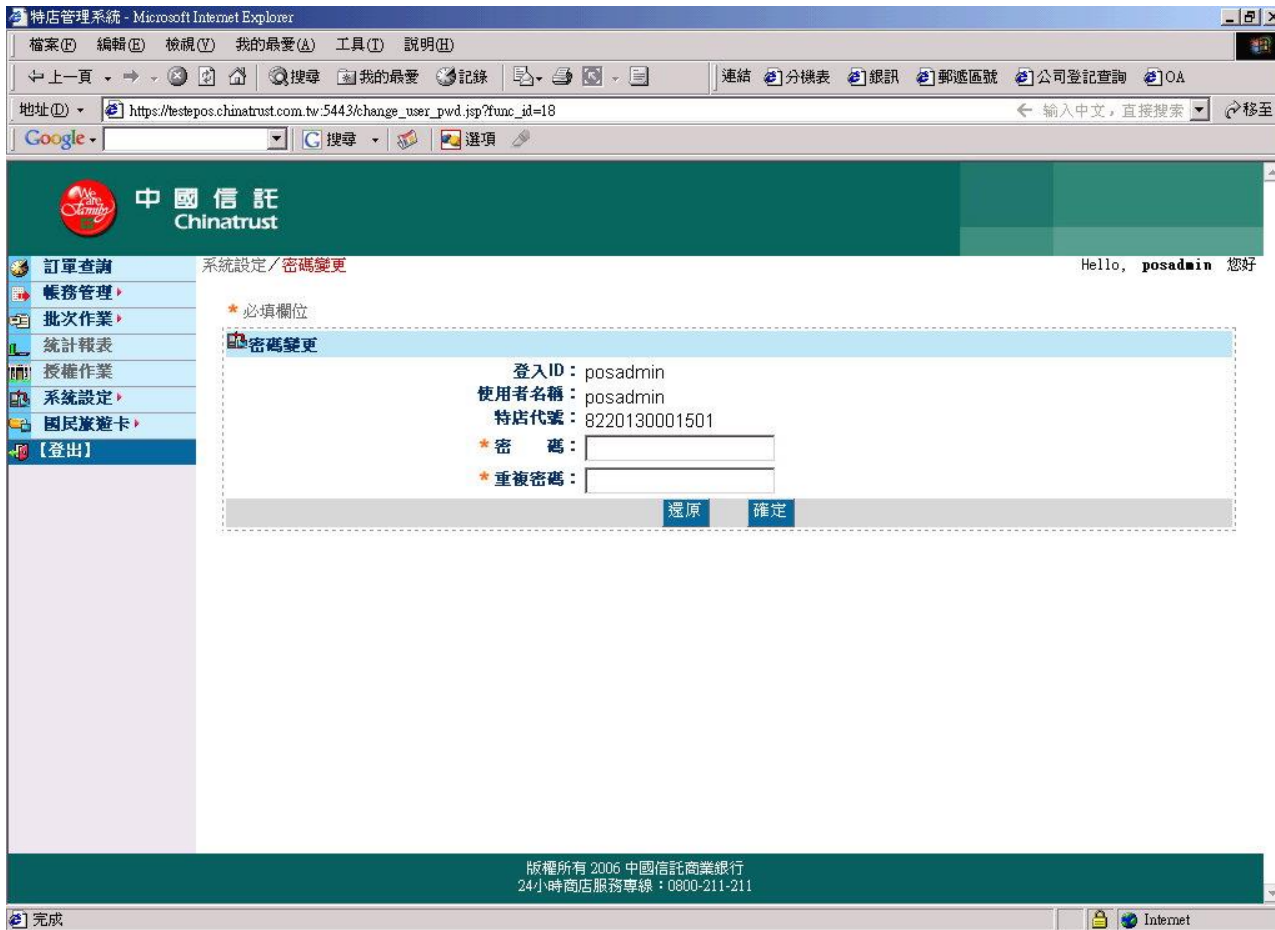 特店管理系統 - Microsoft Internet Explorer
檔案(F) 編輯(E) 檢視(V) 我的最愛(A) 工具(T) 說明(H)
上一頁 搜尋 我的最愛 記錄 連結 分機表 銀訊 郵遞區號 公司登記查詢 OA
地址(D) https://testepos.chinatrust.com.tw:5443/change_user_pwd.jsp?func_id=18 输入中文，直接搜索 移至
Google 搜尋 選項
We are family 中國信託
Chinatrust
訂單查詢 系統設定/密碼變更 Hello, posadmin 您好
帳務管理
* 必填欄位
批次作業
統計報表 密碼變更
授權作業 登入ID： posadmin
系統設定 使用者名稱： posadmin
國民旅遊卡 特店代號： 8220130001501
【登出】 * 密 碼：
* 重複密碼：
還原 確定
版權所有 2006 中國信託商業銀行
24小時商店服務專線：0800-211-211
完成 Internet